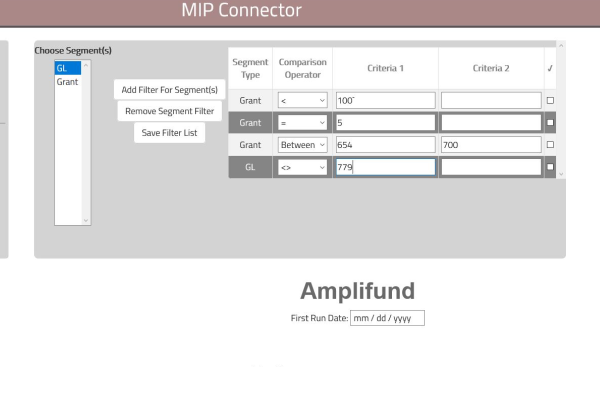 MIP Connector
Choose Segment(s)
GL
Grant
Add Filter For Segment(s)
Remove Segment Filter
Save Filter List
Segment Type Comparison Operator Criteria 1 Criteria 2 ✓
Grant < 100
Grant = 5
Grant Between 654 700
GL <> 779
Amplifund
First Run Date: mm / dd / yyyy